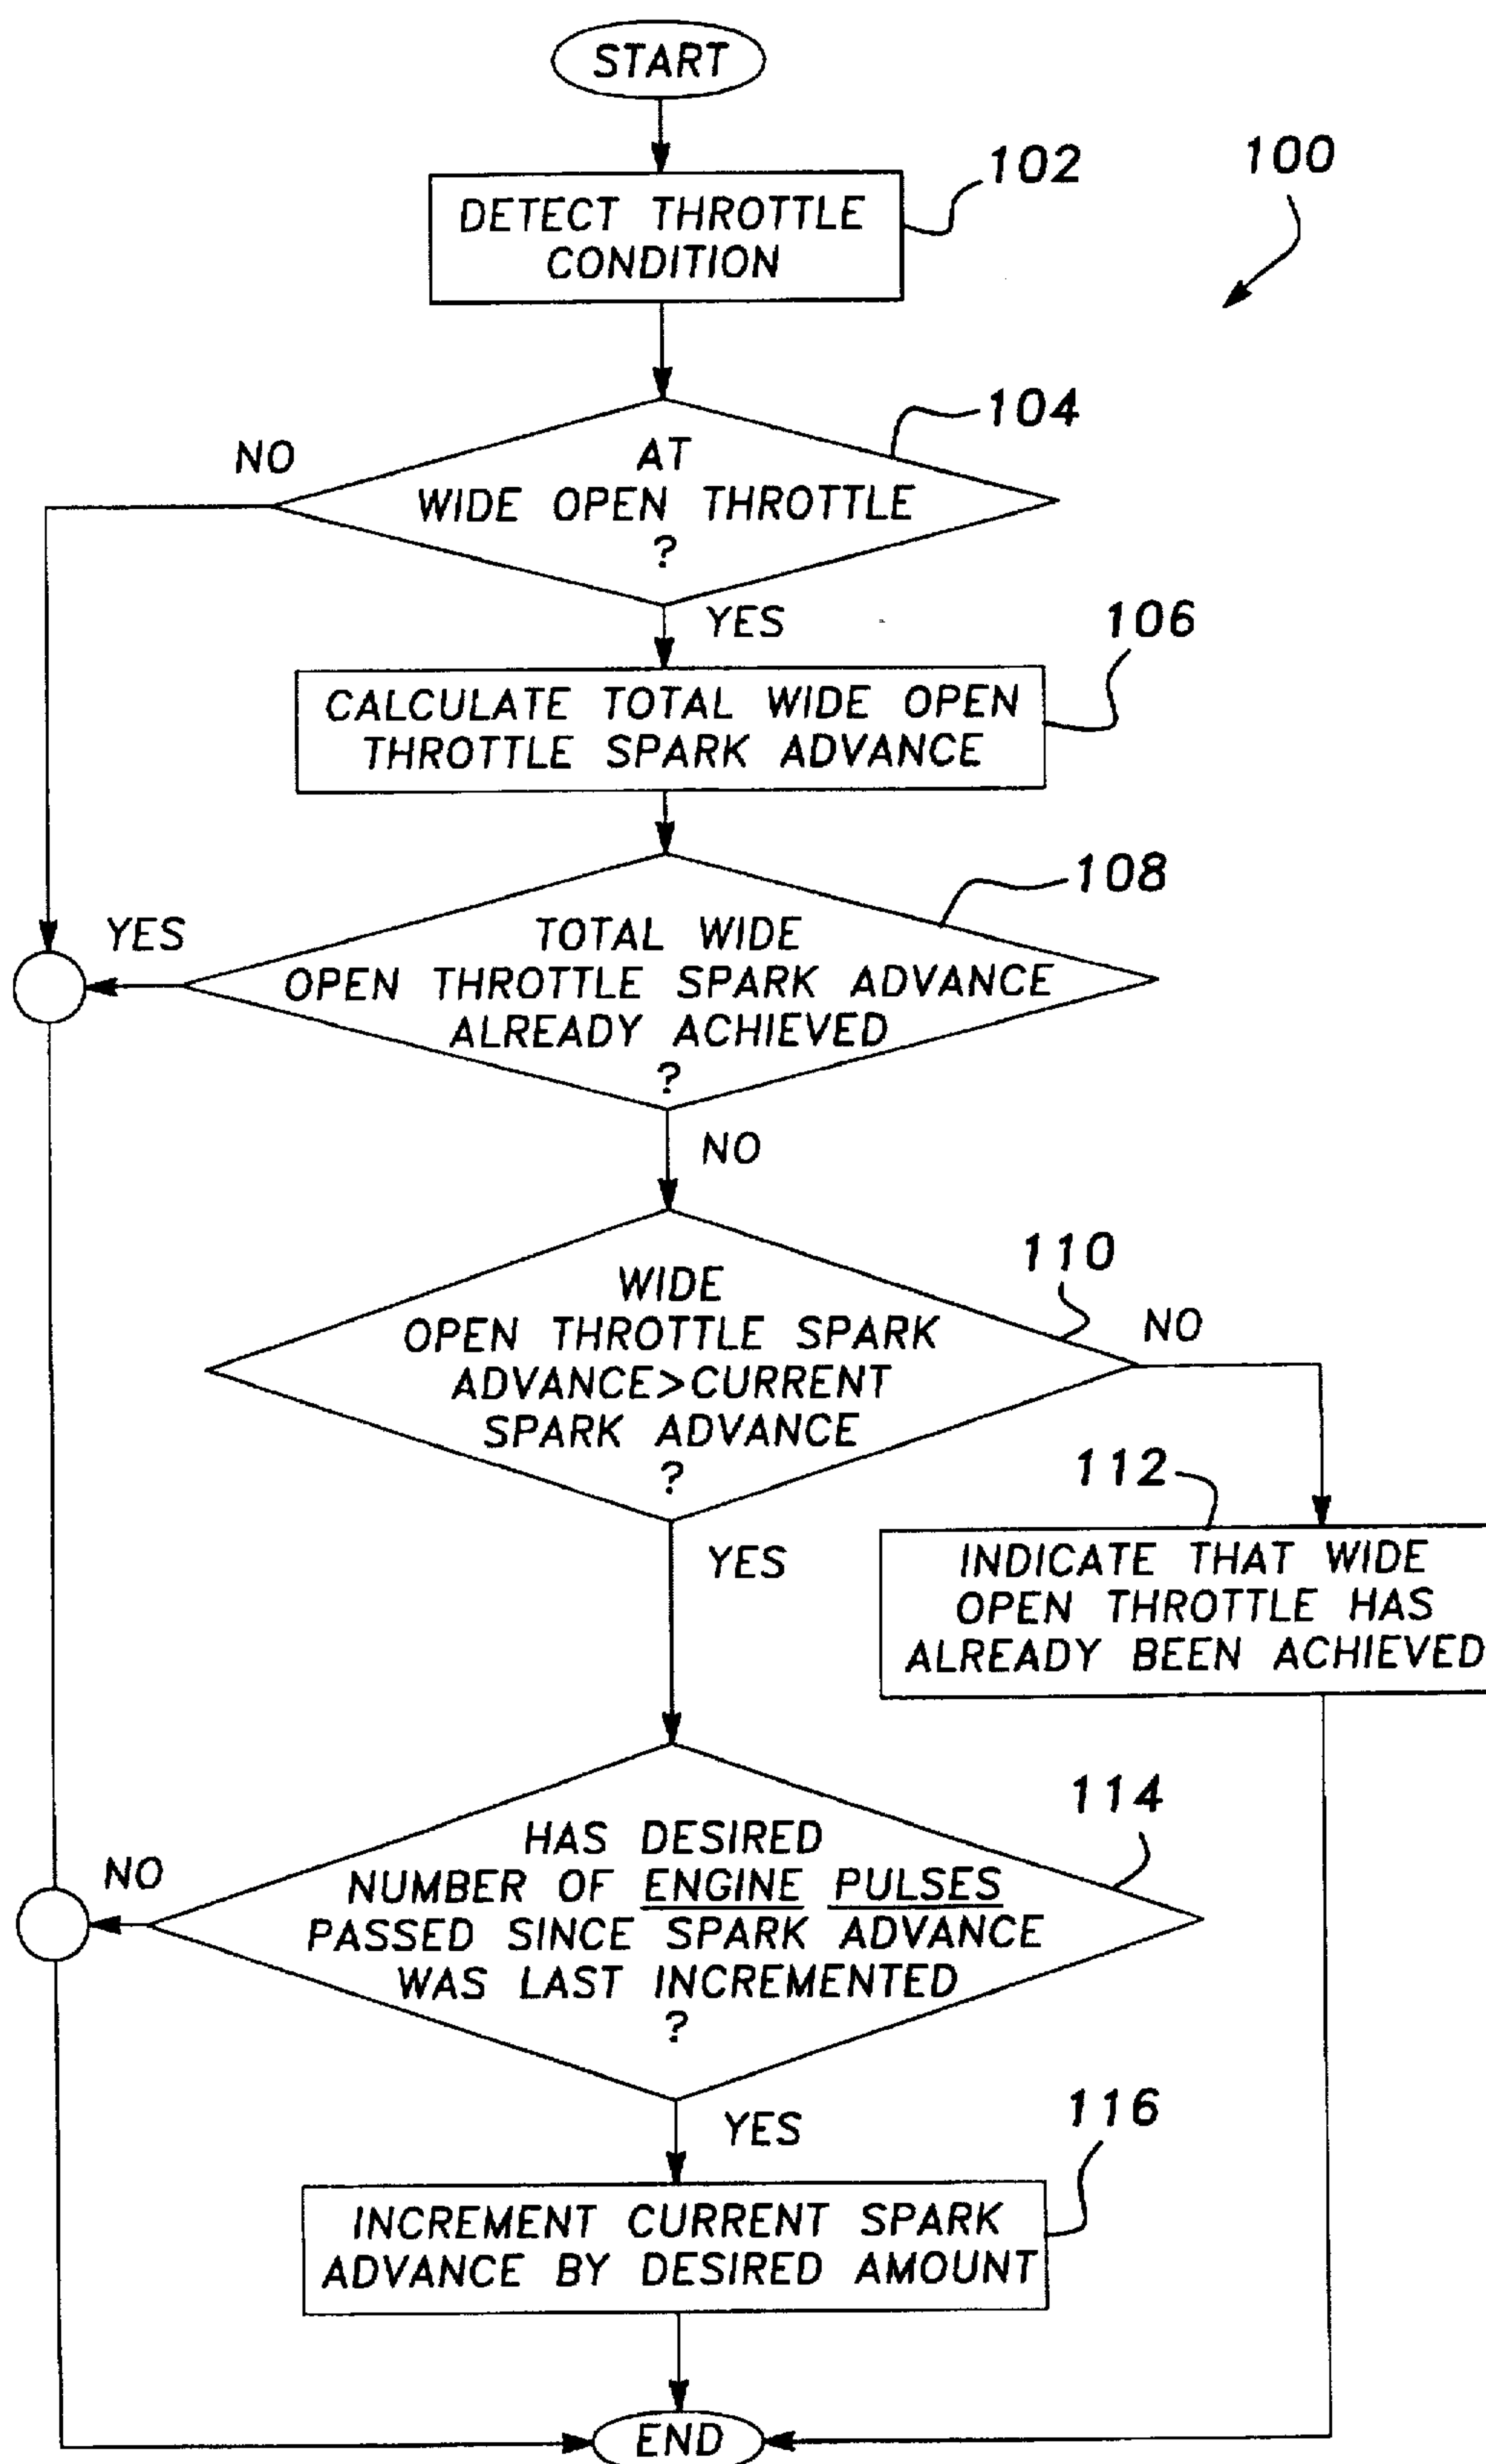 START
102
100
DETECT THROTTLE
CONDITION
104
NO
AT
WIDE OPEN THROTTLE
?
YES
106
CALCULATE TOTAL WIDE OPEN
THROTTLE SPARK ADVANCE
108
YES
TOTAL WIDE
OPEN THROTTLE SPARK ADVANCE
ALREADY ACHIEVED
?
NO
110
WIDE
OPEN THROTTLE SPARK
ADVANCE>CURRENT
SPARK ADVANCE
?
NO
112
YES
INDICATE THAT WIDE
OPEN THROTTLE HAS
ALREADY BEEN ACHIEVED
114
HAS DESIRED
NUMBER OF ENGINE PULSES
PASSED SINCE SPARK ADVANCE
WAS LAST INCREMENTED
?
NO
YES
116
INCREMENT CURRENT SPARK
ADVANCE BY DESIRED AMOUNT
END